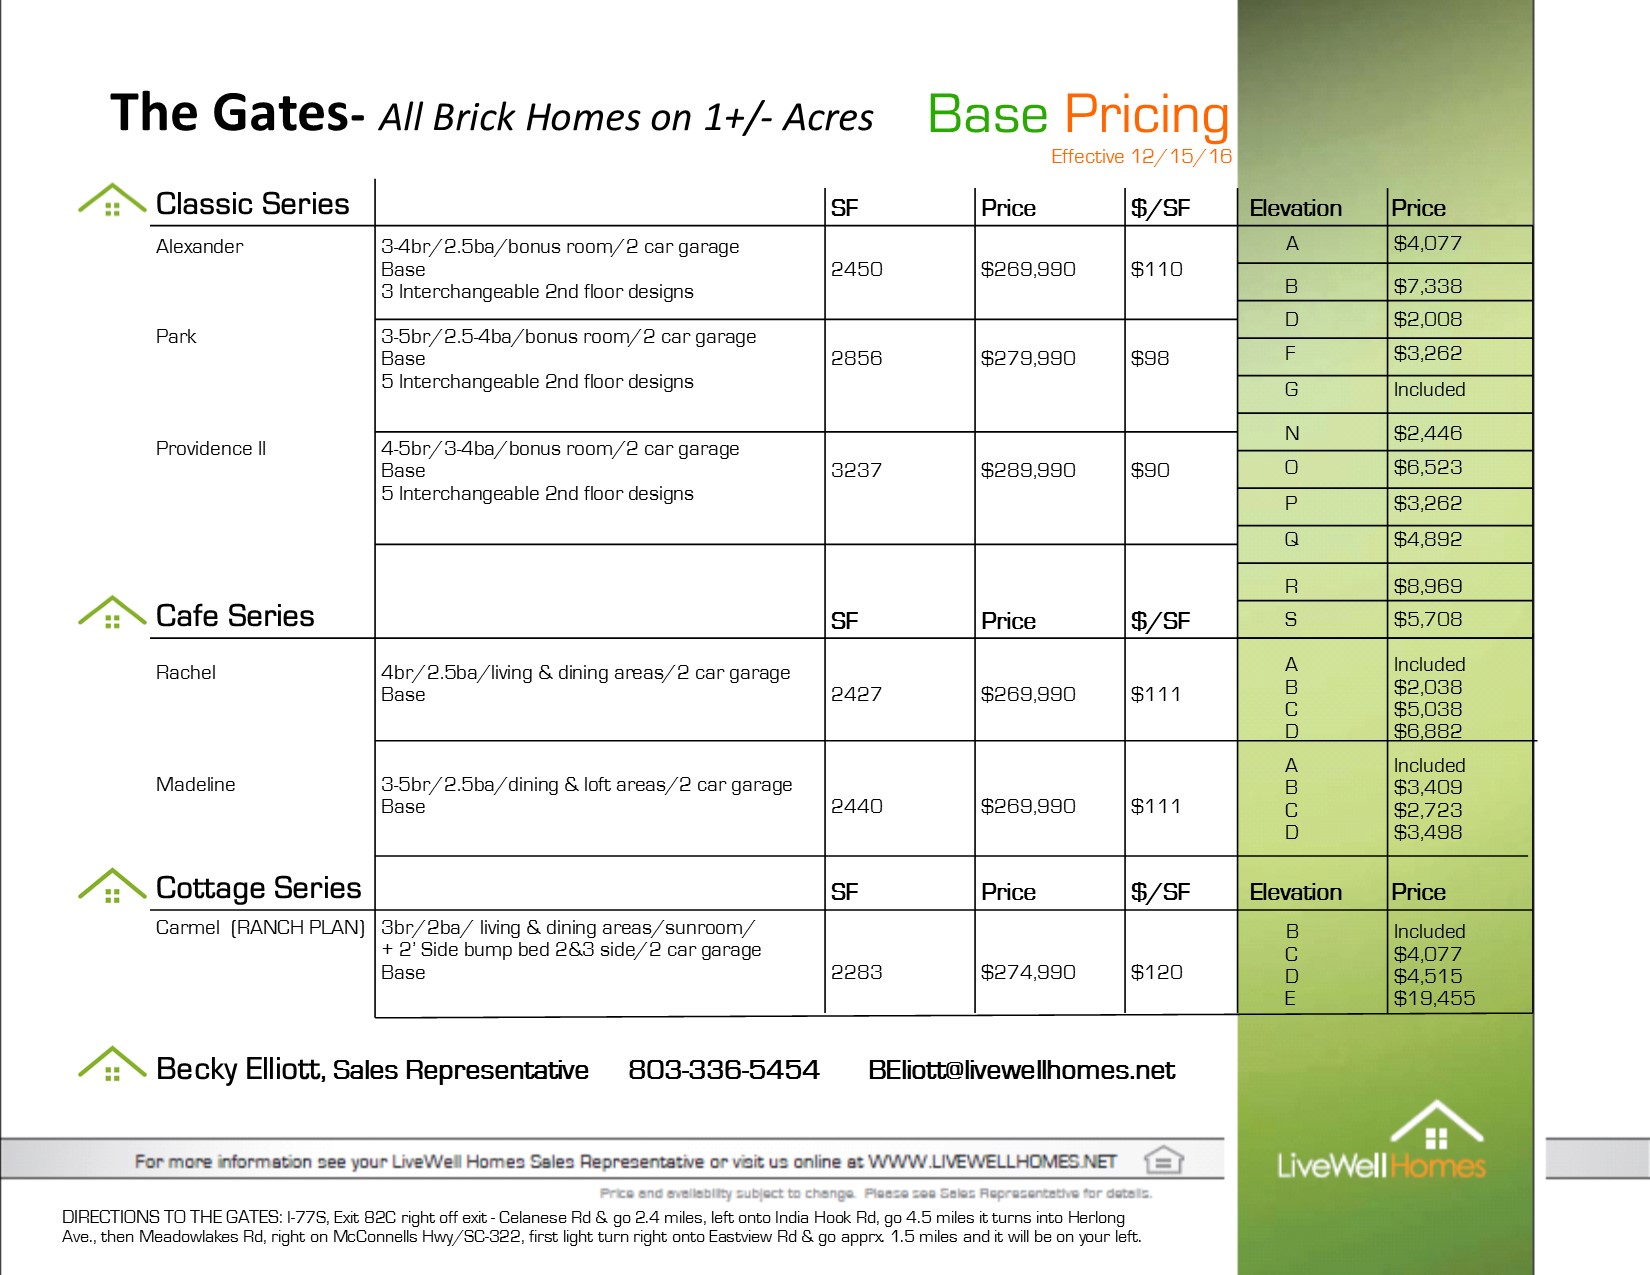 The Gates- All Brick Homes on 1+/- Acres Base Pricing
Effective 12/15/16
Classic Series SF Price $/SF Elevation Price
Alexander 3-4br/2.5ba/bonus room/2 car garage A $4,077
Base 2450 $269,990 $110
3 Interchangeable 2nd floor designs B $7,338
D $2,008
Park 3-5br/2.5-4ba/bonus room/2 car garage
Base 2856 $279,990 $98 F $3,262
5 Interchangeable 2nd floor designs G Included
N $2,446
Providence II 4-5br/3-4ba/bonus room/2 car garage
Base 3237 $289,990 $90 O $6,523
5 Interchangeable 2nd floor designs P $3,262
Q $4,892
R $8,969
Cafe Series SF Price $/SF S $5,708
Rachel 4br/2.5ba/living & dining areas/2 car garage A Included
Base 2427 $269,990 $111 B $2,038
C $5,038
D $6,882
A Included
Madeline 3-5br/2.5ba/dining & loft areas/2 car garage B $3,409
Base 2440 $269,990 $111 C $2,723
D $3,498
Cottage Series SF Price $/SF Elevation Price
Carmel (RANCH PLAN) 3br/2ba/ living & dining areas/sunroom/ B Included
+ 2’ Side bump bed 2&3 side/2 car garage C $4,077
Base 2283 $274,990 $120 D $4,515
E $19,455
Becky Elliott, Sales Representative 803-336-5454 BEliott@livewellhomes.net
For more information see your LiveWell Homes Sales Representative or visit us online at WWW.LIVEWELLHOMES.NET
LiveWellHomes
Price and availability subject to change. Please see Sales Representative for details.
DIRECTIONS TO THE GATES: I-77S, Exit 82C right off exit - Celanese Rd & go 2.4 miles, left onto India Hook Rd, go 4.5 miles it turns into Herlong
Ave., then Meadowlakes Rd, right on McConnells Hwy/SC-322, first light turn right onto Eastview Rd & go apprx. 1.5 miles and it will be on your left.